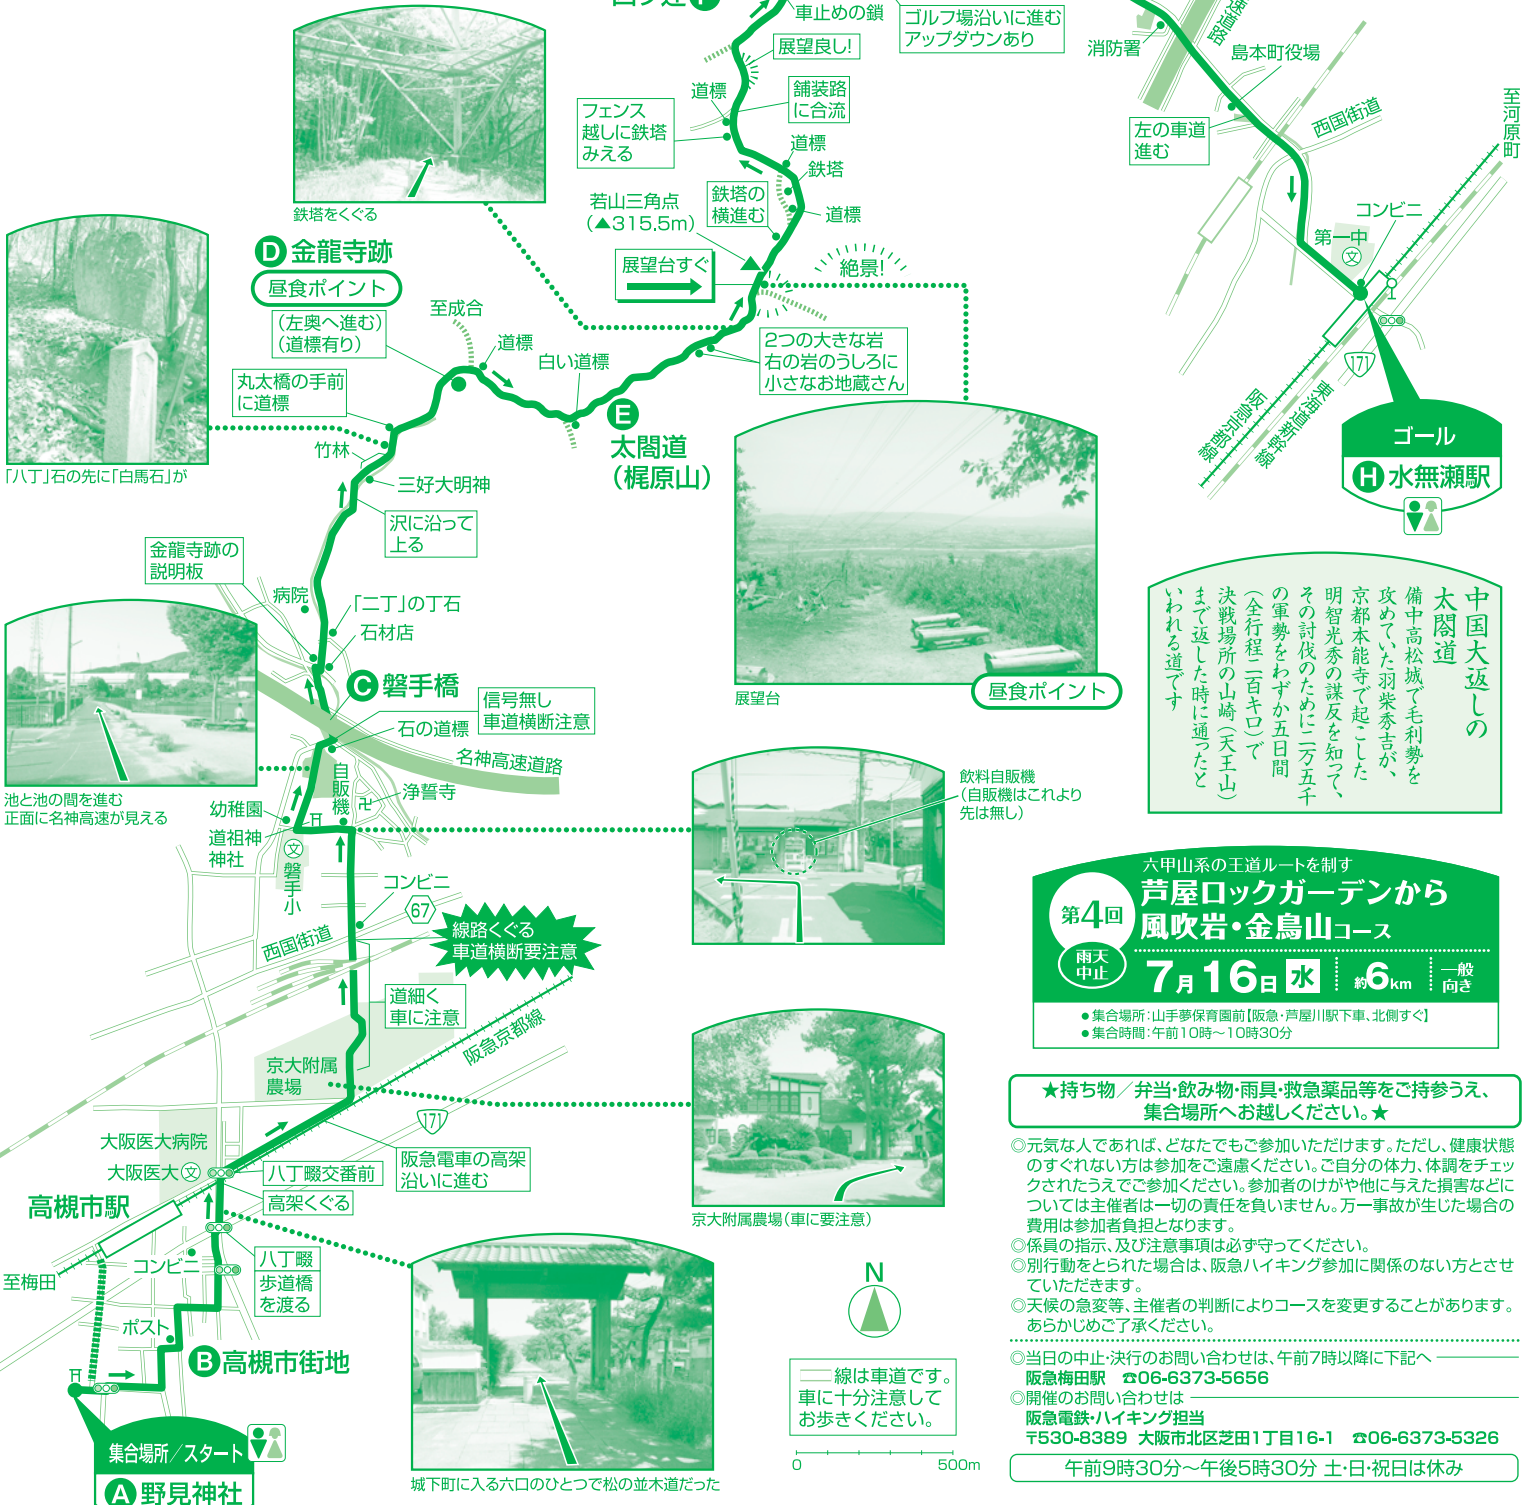 車止めの鎖
ゴルフ場沿いに進む
アップダウンあり
展望良し!
道標
舗装路
に合流
フェンス
越しに鉄塔
みえる
道標
鉄塔
若山三角点
(▲315.5m)
鉄塔の
横進む
道標
展望台すぐ
絶景!
鉄塔をくぐる
D 金龍寺跡
昼食ポイント
(左奥へ進む)
(道標有り)
至成合
道標
白い道標
2つの大きな岩
右の岩のうしろに
小さなお地蔵さん
丸太橋の手前
に道標
E
太閤道
(梶原山)
竹林
「八丁」石の先に「白馬石」が
三好大明神
沢に沿って
上る
金龍寺跡の
説明板
病院
「二丁」の丁石
石材店
C 磐手橋
信号無し
車道横断注意
石の道標
名神高速道路
展望台
昼食ポイント
池と池の間を進む
正面に名神高速が見える
自販機
浄誓寺
幼稚園
道祖神
神社
文
磐手小
飲料自販機
(自販機はこれより
先は無し)
コンビニ
67
西国街道
線路くぐる
車道横断要注意
道細く
車に注意
阪急京都線
京大附属
農場
171
大阪医大病院
大阪医大 文
八丁畷交番前
阪急電車の高架
沿いに進む
高槻市駅
高架くぐる
京大附属農場(車に要注意)
コンビニ
八丁畷
歩道橋
を渡る
至梅田
ポスト
B 高槻市街地
集合場所/スタート
A 野見神社
城下町に入る六口のひとつで松の並木道だった
N
線は車道です。
車に十分注意して
お歩きください。
0 500m
消防署
速道路
島本町役場
西国街道
左の車道
進む
至河原町
コンビニ
第一中
文
171
阪急京都線
東海道新幹線
ゴール
H 水無瀬駅
中国大返しの
太閤道
備中高松城で毛利勢を
攻めていた羽柴秀吉が、
京都本能寺で起こした
明智光秀の謀反を知って、
その討伐のために二万五千
の軍勢をわずか五日間
(全行程二百キロ)で
決戦場所の山崎(天王山)
まで返した時に通ったと
いわれる道です
六甲山系の王道ルートを制す
第4回
芦屋ロックガーデンから
風吹岩・金鳥山コース
雨天
中止
7月16日 水 約6km 一般向き
●集合場所:山手夢保育園前【阪急・芦屋川駅下車、北側すぐ】
●集合時間:午前10時〜10時30分
★持ち物/弁当・飲み物・雨具・救急薬品等をご持参うえ、
集合場所へお越しください。★
◎元気な人であれば、どなたでもご参加いただけます。ただし、健康状態
のすぐれない方は参加をご遠慮ください。ご自分の体力、体調をチェッ
クされたうえでご参加ください。参加者のけがや他に与えた損害などに
ついては主催者は一切の責任を負いません。万一事故が生じた場合の
費用は参加者負担となります。
◎係員の指示、及び注意事項は必ず守ってください。
◎別行動をとられた場合は、阪急ハイキング参加に関係のない方とさせ
ていただきます。
◎天候の急変等、主催者の判断によりコースを変更することがあります。
あらかじめご了承ください。
◎当日の中止・決行のお問い合わせは、午前7時以降に下記へ
阪急梅田駅 ☎06-6373-5656
◎開催のお問い合わせは
阪急電鉄・ハイキング担当
〒530-8389 大阪市北区芝田1丁目16-1 ☎06-6373-5326
午前9時30分〜午後5時30分 土・日・祝日は休み